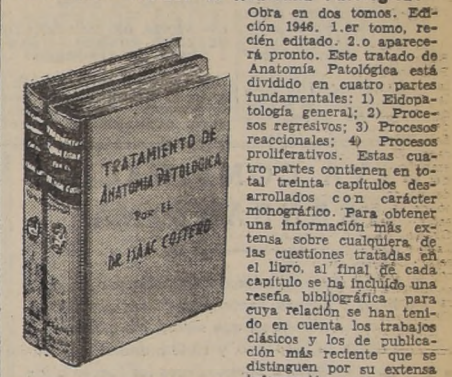 TRATAMIENTO DE
ANATOMIA PATOLOGICA
POR EL
DR. ISAAC COSTERO
Obra en dos tomos. Edi-
ción 1946. 1.er tomo, re-
cién editado. 2.o aparece-
rá pronto. Este tratado de
Anatomía Patológica está
dividido en cuatro partes
fundamentales: 1) Eidopa-
tología general; 2) Proce-
sos regresivos; 3) Procesos
reaccionales; 4) Procesos
proliferativos. Estas cua-
tro partes contienen en to-
tal treinta capítulos des-
arrollados con carácter
monográfico. Para obtener
una información más ex-
tensa sobre cualquiera de
las cuestiones tratadas en
el libro, al final de cada
capítulo se ha incluído una
reseña bibliográfica para
cuya relación se han teni-
do en cuenta los trabajos
clásicos y los de publica-
ción más reciente que se
distinguen por su extensa